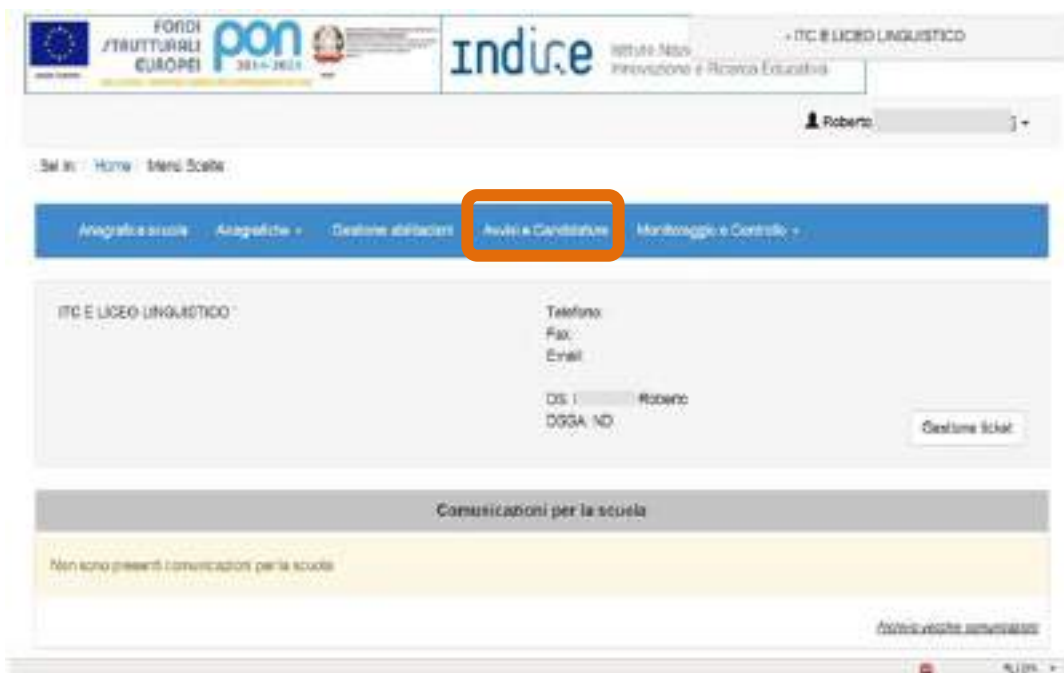 FONDI
STRUTTURALI
EUROPEI
pon
2014-2020
Indire
Istituto Nazi
Innovazione e Ricerca Educativa
- ITC E LICEO LINGUISTICO
Roberto
Sei in: Home Menù Scelte
Anagrafica scuola Anagrafiche Gestione abilitazioni Avvisi e Candidature Monitoraggio e Controllo
ITC E LICEO LINGUISTICO
Telefono:
Fax:
Email:
DS: Roberto
DSGA: ND
Gestione ticket
Comunicazioni per la scuola
Non sono presenti comunicazioni per la scuola
Archivio vecchie comunicazioni